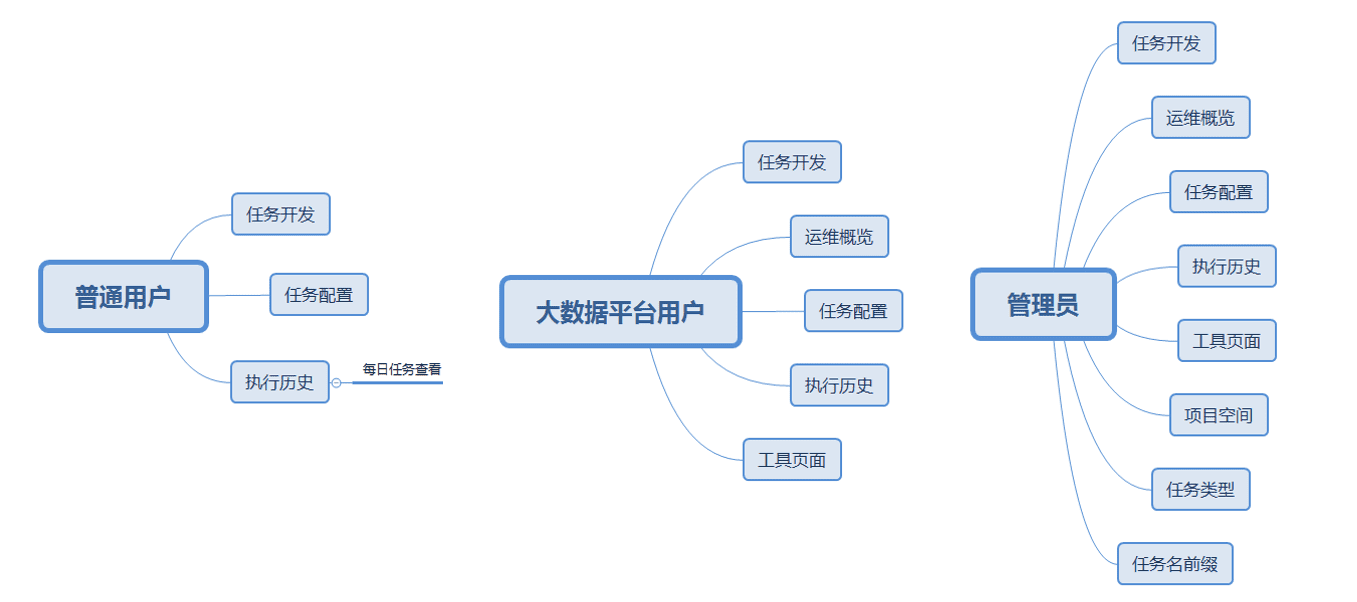 普通用户
任务开发
任务配置
执行历史
每日任务查看
大数据平台用户
任务开发
运维概览
任务配置
执行历史
工具页面
管理员
任务开发
运维概览
任务配置
执行历史
工具页面
项目空间
任务类型
任务名前缀